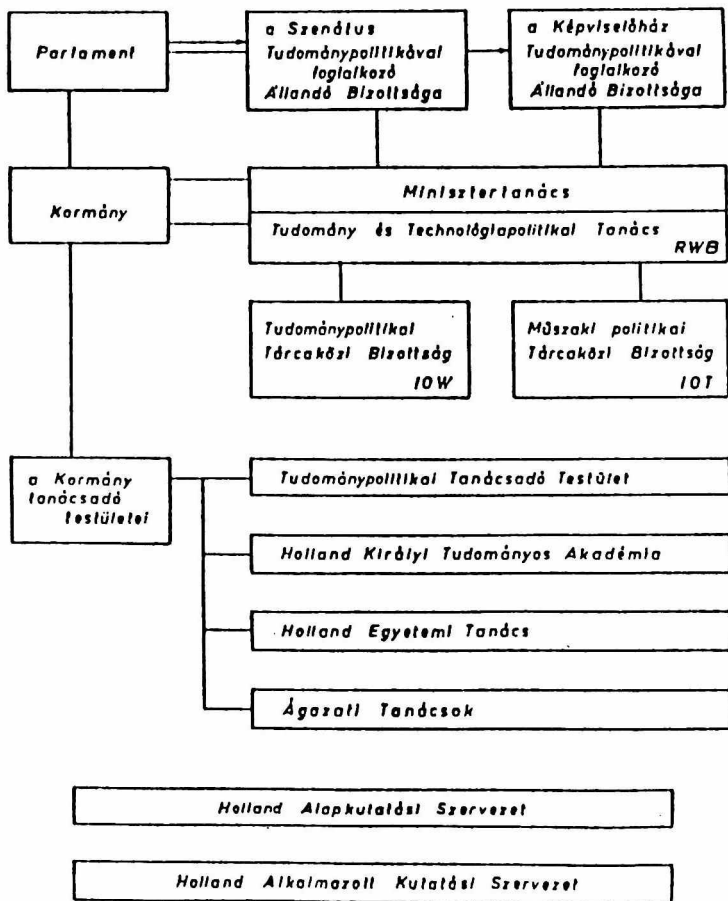 Parlament
a Szenátus
Tudománypolitikával
foglalkozó
Állandó Bizottsága
a Képviselőház
Tudománypolitikával
foglalkozó
Állandó Bizottsága
Kormány
Minisztertanács
Tudomány és Technológiapolitikai Tanács
RWB
Tudománypolitikai
Tárcaközi Bizottság
IOW
Műszaki politikai
Tárcaközi Bizottság
IOT
a Kormány
tanácsadó
testületei
Tudománypolitikai Tanácsadó Testület
Holland Királyi Tudományos Akadémia
Holland Egyetemi Tanács
Ágazati Tanácsok
Holland Alapkutatási Szervezet
Holland Alkalmazott Kutatási Szervezet